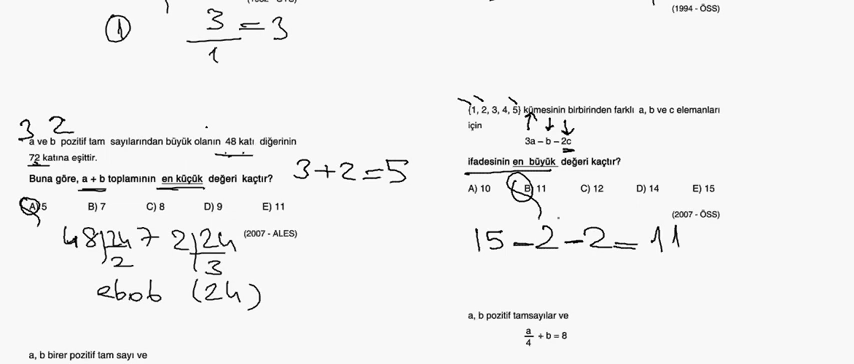 (1994 - ÖSS)
1
3
= 3
1
3 2
a ve b pozitif tam sayılarından büyük olanın 48 katı diğerinin
72 katına eşittir.
Buna göre, a + b toplamının en küçük değeri kaçtır?
3+2=5
A) 5 B) 7 C) 8 D) 9 E) 11
(2007 - ALES)
48 24 72 24
2 3
ebob (24)
a, b birer pozitif tam sayı ve
{1, 2, 3, 4, 5} kümesinin birbirinden farklı a, b ve c elemanları
için
3a – b – 2c
ifadesinin en büyük değeri kaçtır?
A) 10 B) 11 C) 12 D) 14 E) 15
(2007 - ÖSS)
15 - 2 - 2 = 11
a, b pozitif tamsayılar ve
a
+ b = 8
4